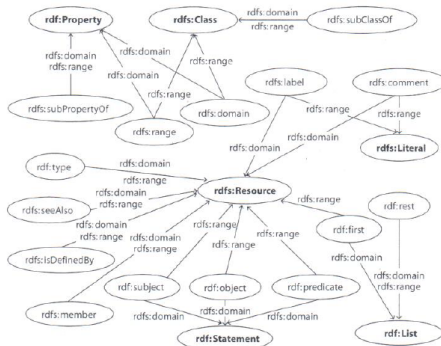 rdf:Property
rdfs:Class
rdfs:domain
rdfs:range
rdfs:subClassOf
rdfs:domain
rdfs:range
rdfs:domain
rdfs:range
rdfs:range
rdfs:domain
rdfs:domain
rdfs:subPropertyOf
rdfs:range
rdfs:domain
rdfs:label
rdfs:comment
rdfs:range
rdfs:range
rdfs:domain
rdfs:domain
rdfs:Literal
rdf:type
rdfs:domain
rdfs:Resource
rdfs:seeAlso
rdfs:domain
rdfs:range
rdfs:isDefinedBy
rdfs:domain
rdfs:range
rdfs:member
rdfs:domain
rdfs:range
rdfs:range
rdfs:range
rdfs:range
rdfs:range
rdf:first
rdf:rest
rdf:subject
rdf:object
rdf:predicate
rdfs:domain
rdfs:domain
rdfs:domain
rdf:Statement
rdfs:domain
rdfs:domain
rdfs:range
rdf:List